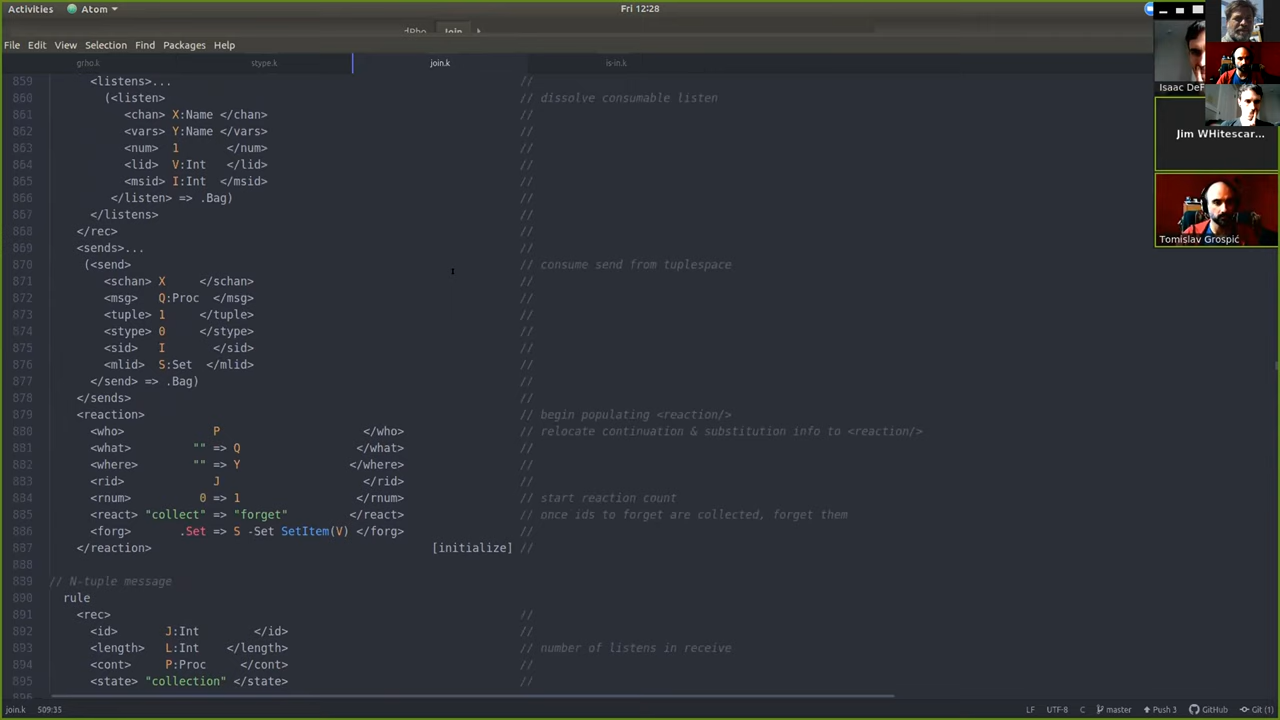 Activities
Atom
Fri 12:28
Join
File Edit View Selection Find Packages Help
grho.k stype.k join.k is-in.k
859 <listens>... //
860 (<listen> // dissolve consumable listen
861 <chan> X:Name </chan> //
862 <vars> Y:Name </vars> //
863 <num> 1 </num> //
864 <lid> V:Int </lid> //
865 <msid> I:Int </msid> //
866 </listen> => .Bag) //
867 </listens> //
868 </rec> //
869 <sends>... //
870 (<send> // consume send from tuplespace
871 <schan> X </schan> //
872 <msg> Q:Proc </msg> //
873 <tuple> 1 </tuple> //
874 <stype> 0 </stype> //
875 <sid> I </sid> //
876 <mlid> S:Set </mlid> //
877 </send> => .Bag) //
878 </sends> //
879 <reaction> // begin populating <reaction/>
880 <who> P </who> // relocate continuation & substitution info to <reaction/>
881 <what> "" => Q </what> //
882 <where> "" => Y </where> //
883 <rid> J </rid> //
884 <rnum> 0 => 1 </rnum> // start reaction count
885 <react> "collect" => "forget" </react> // once ids to forget are collected, forget them
886 <forg> .Set => S -Set SetItem(V) </forg> //
887 </reaction> [initialize] //
888
889 // N-tuple message
890 rule
891 <rec> //
892 <id> J:Int </id> //
893 <length> L:Int </length> // number of listens in receive
894 <cont> P:Proc </cont> //
895 <state> "collection" </state> //
join.k 509:35
LF UTF-8 C master Push 3 GitHub Git (1)
Isaac DeF
Jim WHitescar...
Tomislav Grospić